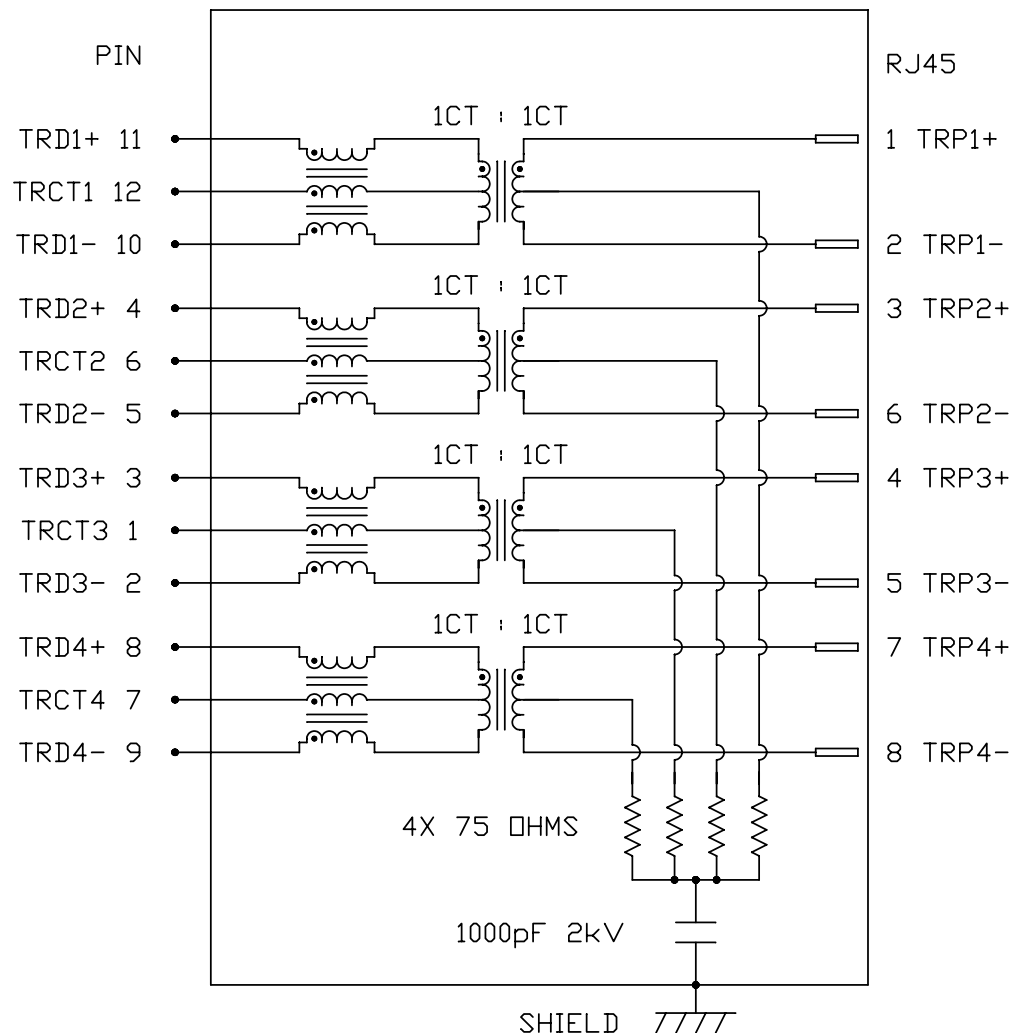 PIN
RJ45
1CT : 1CT
TRD1+ 11
1 TRP1+
TRCT1 12
TRD1- 10
2 TRP1-
1CT : 1CT
TRD2+ 4
3 TRP2+
TRCT2 6
TRD2- 5
6 TRP2-
1CT : 1CT
TRD3+ 3
4 TRP3+
TRCT3 1
TRD3- 2
5 TRP3-
1CT : 1CT
TRD4+ 8
7 TRP4+
TRCT4 7
TRD4- 9
8 TRP4-
4X 75 OHMS
1000pF 2kV
SHIELD